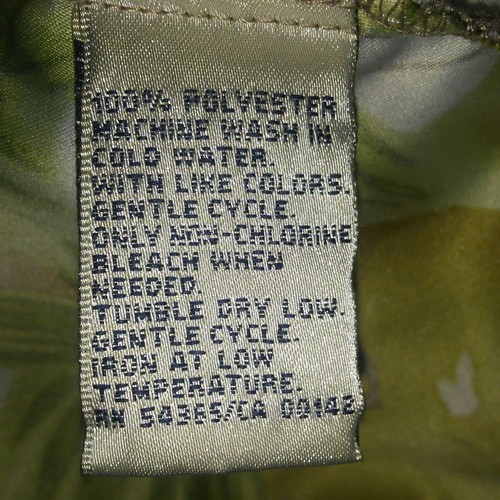 100% POLYESTER
MACHINE WASH IN
COLD WATER.
WITH LIKE COLORS.
GENTLE CYCLE.
ONLY NON-CHLORINE
BLEACH WHEN
NEEDED.
TUMBLE DRY LOW.
GENTLE CYCLE.
IRON AT LOW
TEMPERATURE.
RN 54385/CA 00142